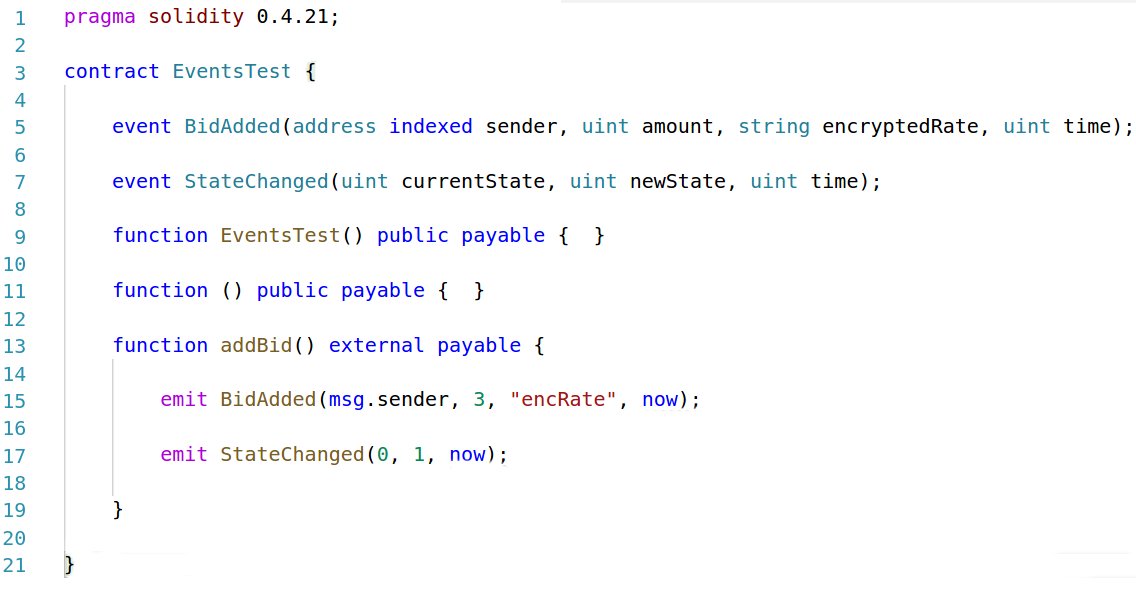 1 pragma solidity 0.4.21;
2
3 contract EventsTest {
4
5 event BidAdded(address indexed sender, uint amount, string encryptedRate, uint time);
6
7 event StateChanged(uint currentState, uint newState, uint time);
8
9 function EventsTest() public payable {  }
10
11 function () public payable {  }
12
13 function addBid() external payable {
14
15 emit BidAdded(msg.sender, 3, "encRate", now);
16
17 emit StateChanged(0, 1, now);
18
19 }
20
21 }